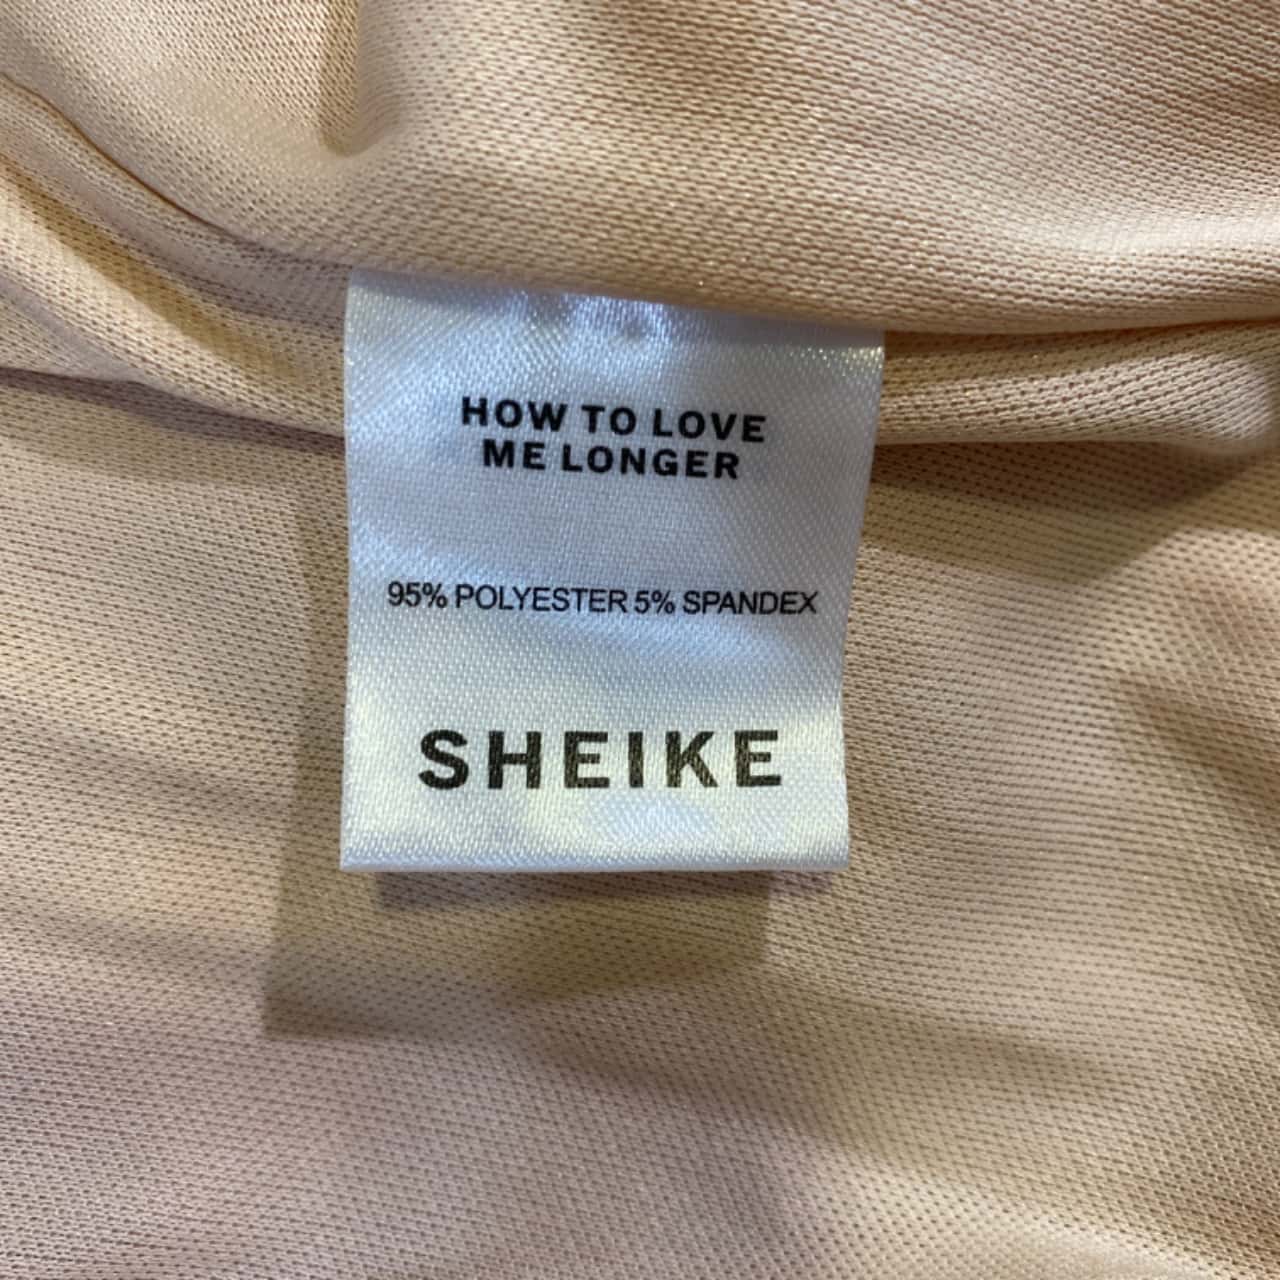 HOW TO LOVE
ME LONGER
95% POLYESTER 5% SPANDEX
SHEIKE